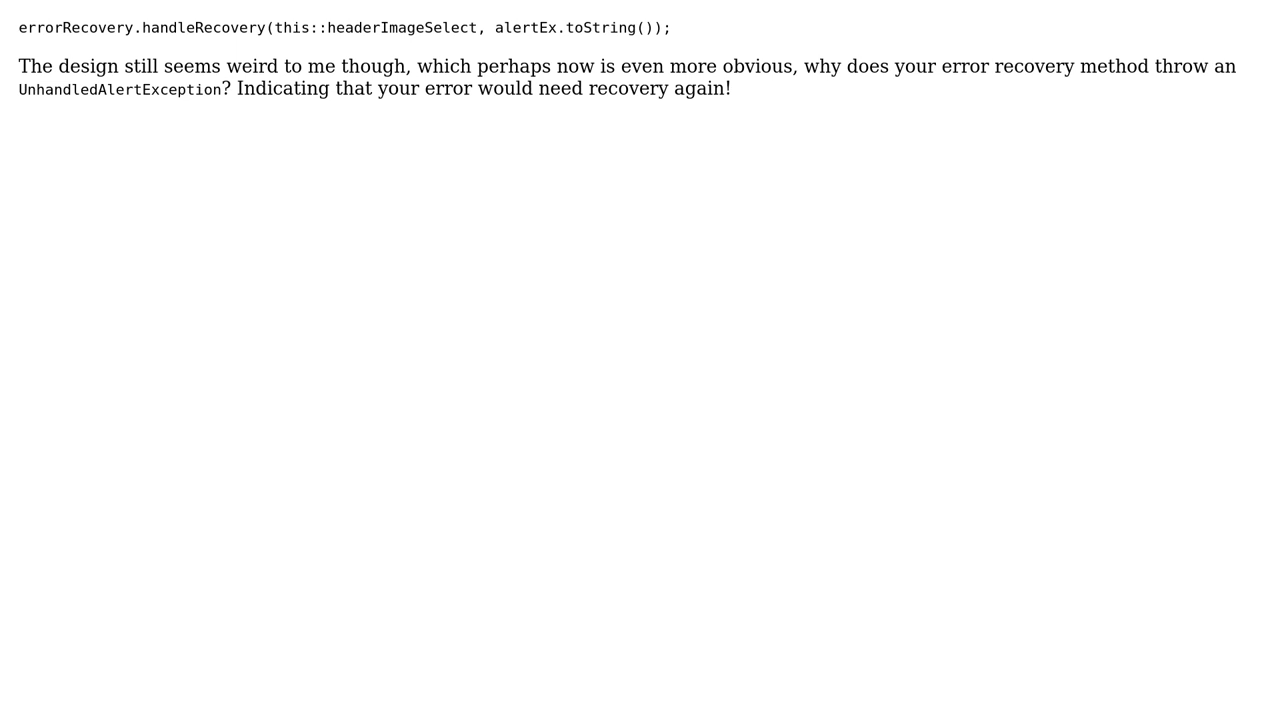 errorRecovery.handleRecovery(this::headerImageSelect, alertEx.toString());
The design still seems weird to me though, which perhaps now is even more obvious, why does your error recovery method throw an
UnhandledAlertException? Indicating that your error would need recovery again!